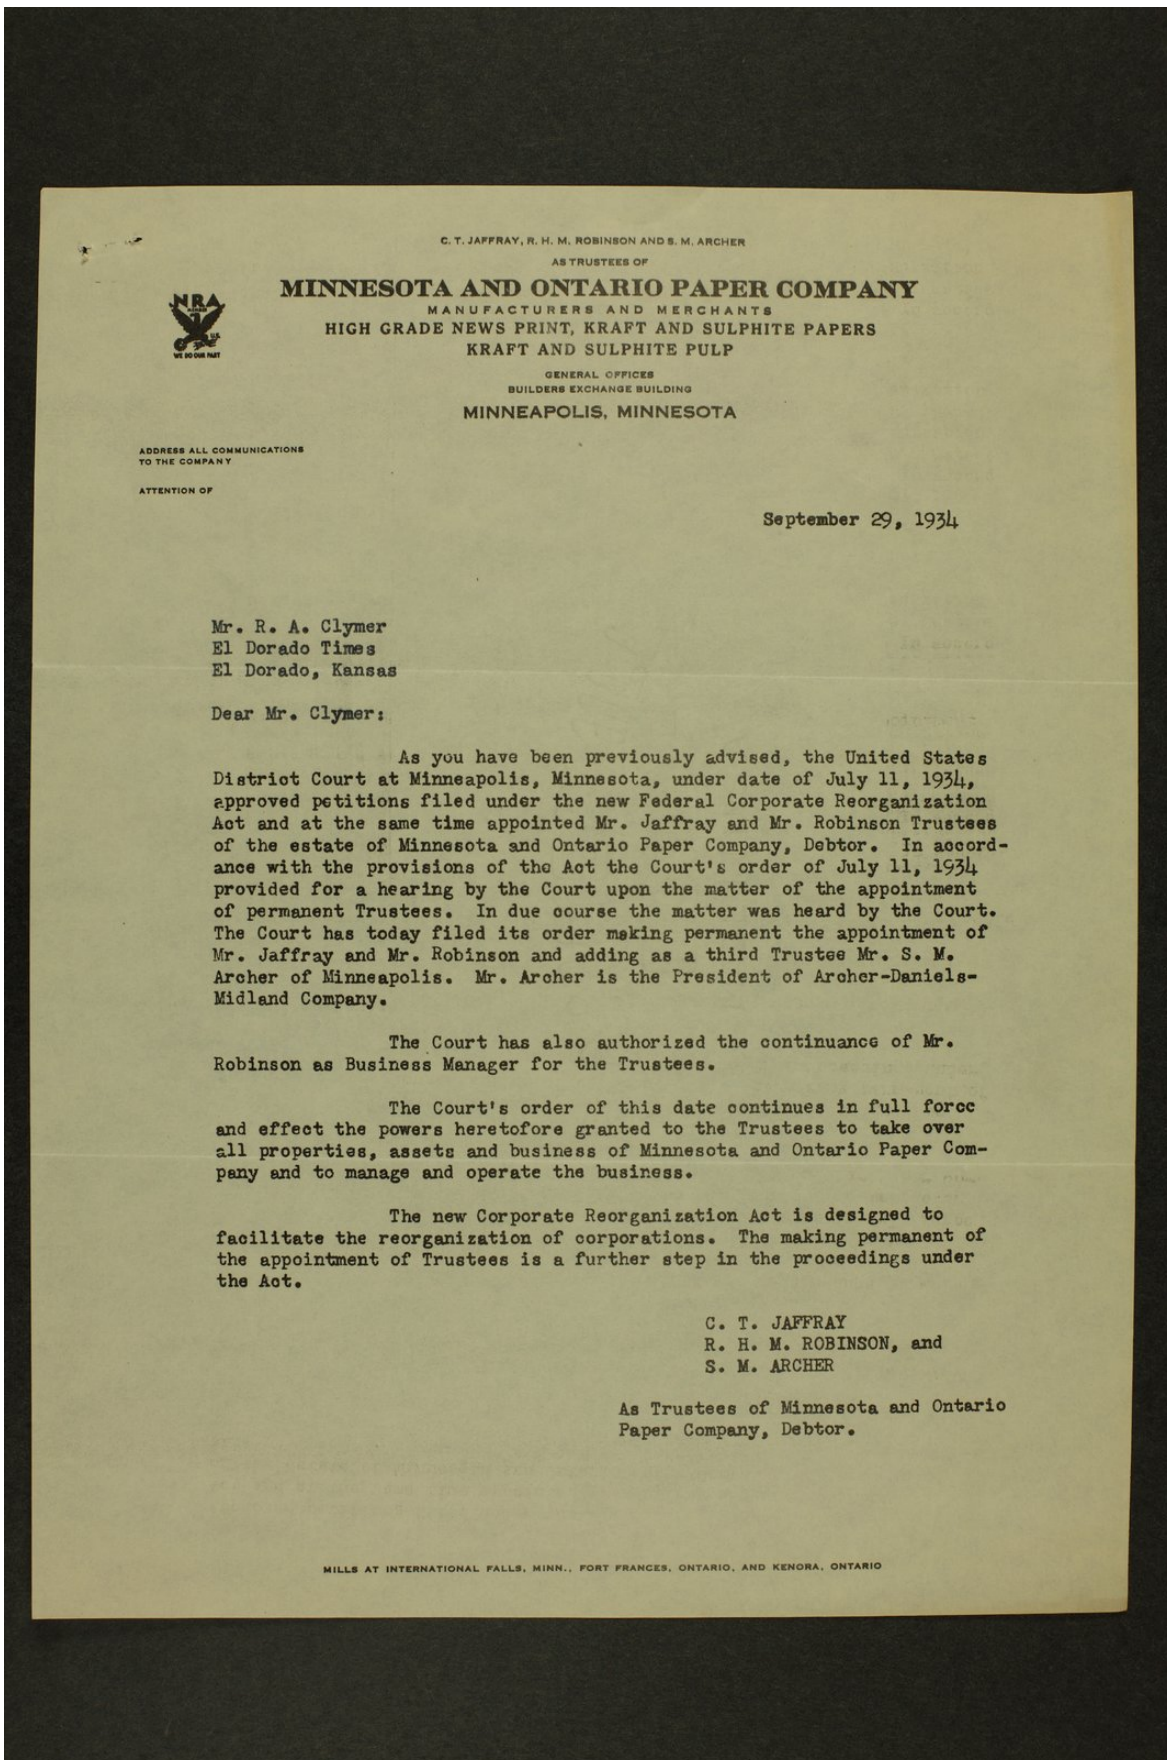 C. T. JAFFRAY, R. H. M. ROBINSON AND S. M. ARCHER
AS TRUSTEES OF
MINNESOTA AND ONTARIO PAPER COMPANY
MANUFACTURERS AND MERCHANTS
HIGH GRADE NEWS PRINT, KRAFT AND SULPHITE PAPERS
KRAFT AND SULPHITE PULP
GENERAL OFFICES
BUILDERS EXCHANGE BUILDING
MINNEAPOLIS, MINNESOTA
NRA
MEMBER
U.S.
WE DO OUR PART
ADDRESS ALL COMMUNICATIONS
TO THE COMPANY
ATTENTION OF
September 29, 1934
Mr. R. A. Clymer
El Dorado Times
El Dorado, Kansas
Dear Mr. Clymer:
As you have been previously advised, the United States
District Court at Minneapolis, Minnesota, under date of July 11, 1934,
approved petitions filed under the new Federal Corporate Reorganization
Act and at the same time appointed Mr. Jaffray and Mr. Robinson Trustees
of the estate of Minnesota and Ontario Paper Company, Debtor. In accord-
ance with the provisions of the Act the Court's order of July 11, 1934
provided for a hearing by the Court upon the matter of the appointment
of permanent Trustees. In due course the matter was heard by the Court.
The Court has today filed its order making permanent the appointment of
Mr. Jaffray and Mr. Robinson and adding as a third Trustee Mr. S. M.
Archer of Minneapolis. Mr. Archer is the President of Archer-Daniels-
Midland Company.
The Court has also authorized the continuance of Mr.
Robinson as Business Manager for the Trustees.
The Court's order of this date continues in full force
and effect the powers heretofore granted to the Trustees to take over
all properties, assets and business of Minnesota and Ontario Paper Com-
pany and to manage and operate the business.
The new Corporate Reorganization Act is designed to
facilitate the reorganization of corporations. The making permanent of
the appointment of Trustees is a further step in the proceedings under
the Act.
C. T. JAFFRAY
R. H. M. ROBINSON, and
S. M. ARCHER
As Trustees of Minnesota and Ontario
Paper Company, Debtor.
MILLS AT INTERNATIONAL FALLS, MINN., FORT FRANCES, ONTARIO, AND KENORA, ONTARIO